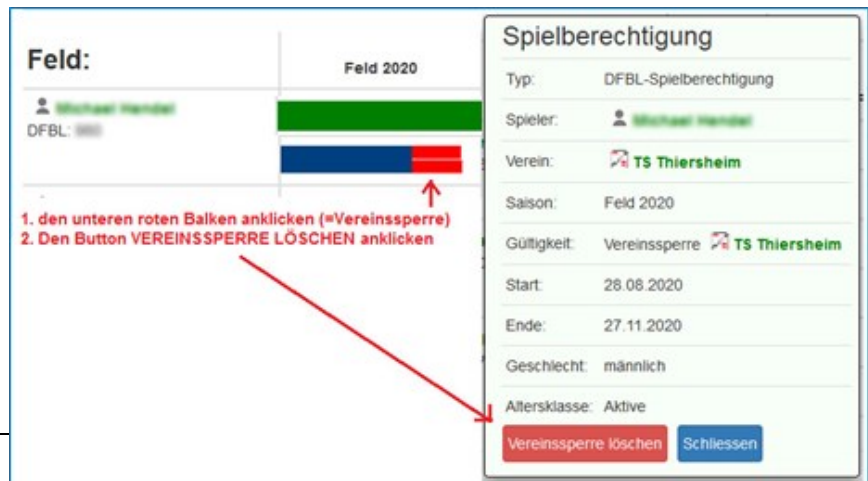 Feld:
Feld 2020
DFBL:
1. den unteren roten Balken anklicken (=Vereinssperre)
2. Den Button VEREINSSPERRE LÖSCHEN anklicken
Spielberechtigung
Typ: DFBL-Spielberechtigung
Spieler:
Verein: TS Thiersheim
Saison: Feld 2020
Gültigkeit: Vereinssperre TS Thiersheim
Start: 28.08.2020
Ende: 27.11.2020
Geschlecht: männlich
Altersklasse: Aktive
Vereinssperre löschen Schliessen